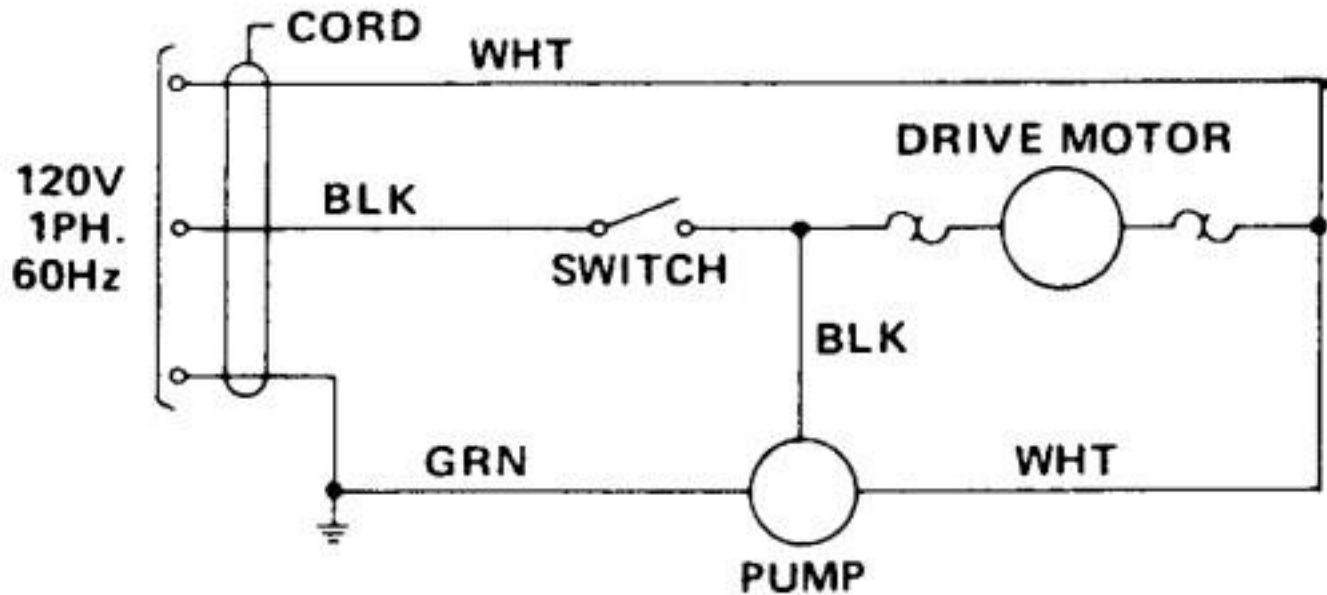 CORD
WHT
DRIVE MOTOR
120V
1PH.
60Hz
BLK
SWITCH
BLK
GRN
WHT
PUMP